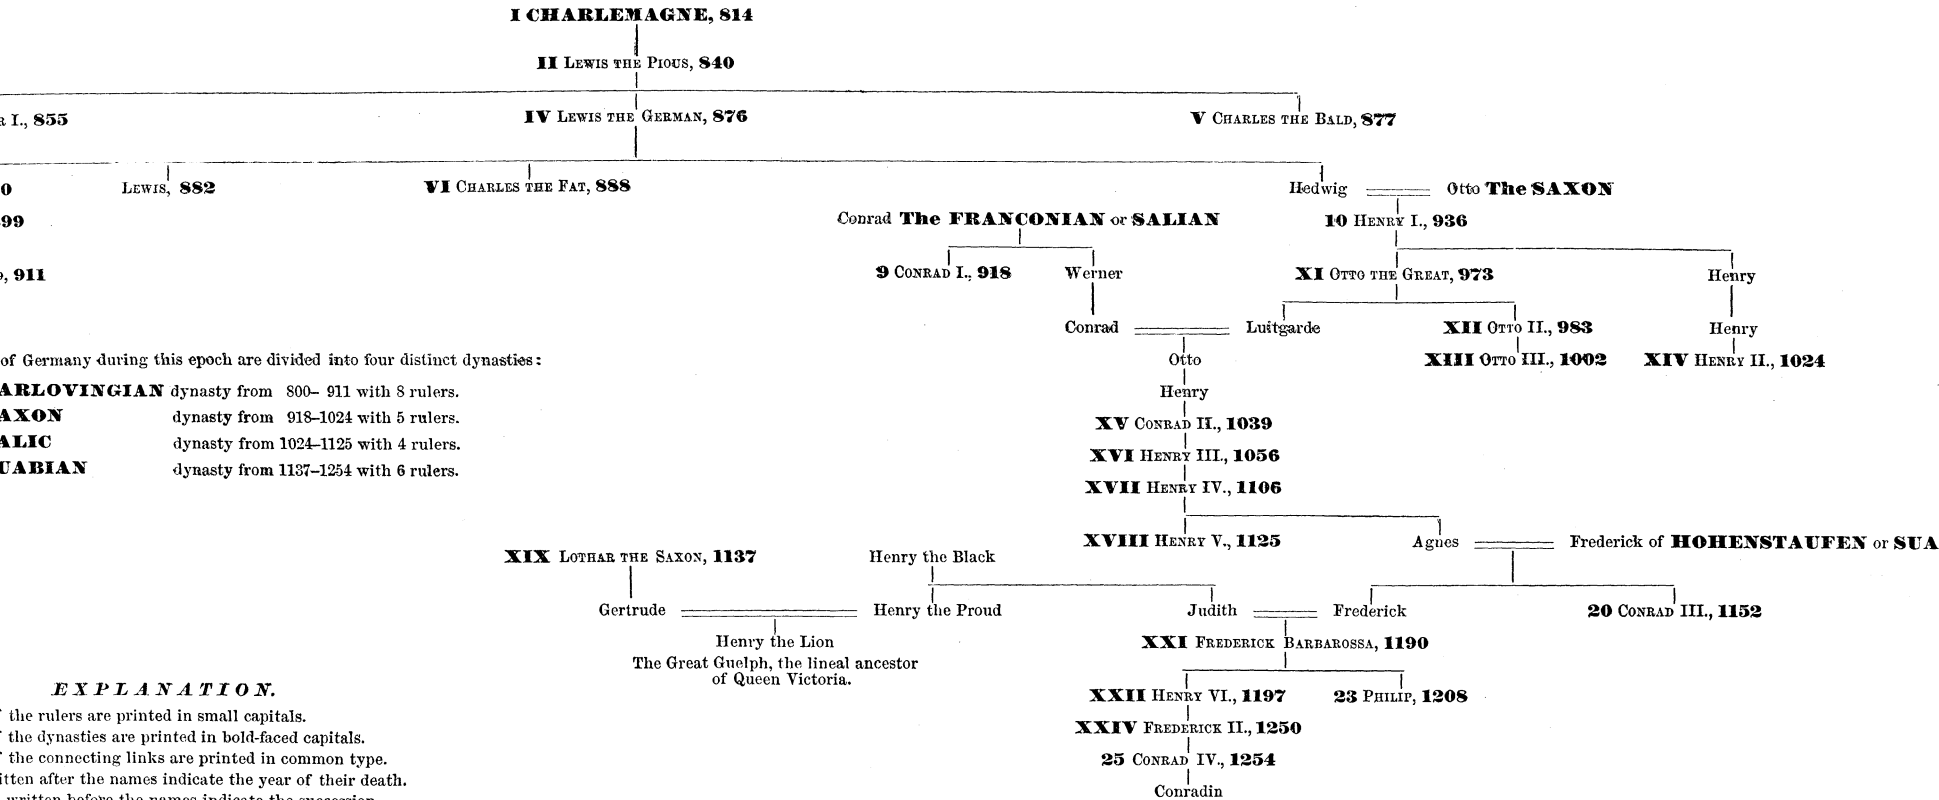 I CHARLEMAGNE, 814
II LEWIS THE PIOUS, 840
R I., 855
IV LEWIS THE GERMAN, 876
V CHARLES THE BALD, 877
0
LEWIS, 882
VI CHARLES THE FAT, 888
Hedwig
Otto The SAXON
99
Conrad The FRANCONIAN or SALIAN
10 HENRY I., 936
, 911
9 CONRAD I., 918
Werner
XI OTTO THE GREAT, 973
Henry
Conrad
Luitgarde
XII OTTO II., 983
Henry
of Germany during this epoch are divided into four distinct dynasties:
Otto
XIII OTTO III., 1002
XIV HENRY II., 1024
ARLOVINGIAN dynasty from 800– 911 with 8 rulers.
Henry
AXON dynasty from 918–1024 with 5 rulers.
XV CONRAD II., 1039
ALIC dynasty from 1024–1125 with 4 rulers.
XVI HENRY III., 1056
UABIAN dynasty from 1137–1254 with 6 rulers.
XVII HENRY IV., 1106
XVIII HENRY V., 1125
Agnes
Frederick of HOHENSTAUFEN or SUA
XIX LOTHAR THE SAXON, 1137
Henry the Black
Gertrude
Henry the Proud
Judith
Frederick
20 CONRAD III., 1152
Henry the Lion
The Great Guelph, the lineal ancestor
of Queen Victoria.
XXI FREDERICK BARBAROSSA, 1190
EXPLANATION.
XXII HENRY VI., 1197
23 PHILIP, 1208
the rulers are printed in small capitals.
XXIV FREDERICK II., 1250
the dynasties are printed in bold-faced capitals.
the connecting links are printed in common type.
25 CONRAD IV., 1254
itten after the names indicate the year of their death.
Conradin
written before the names indicate the succession